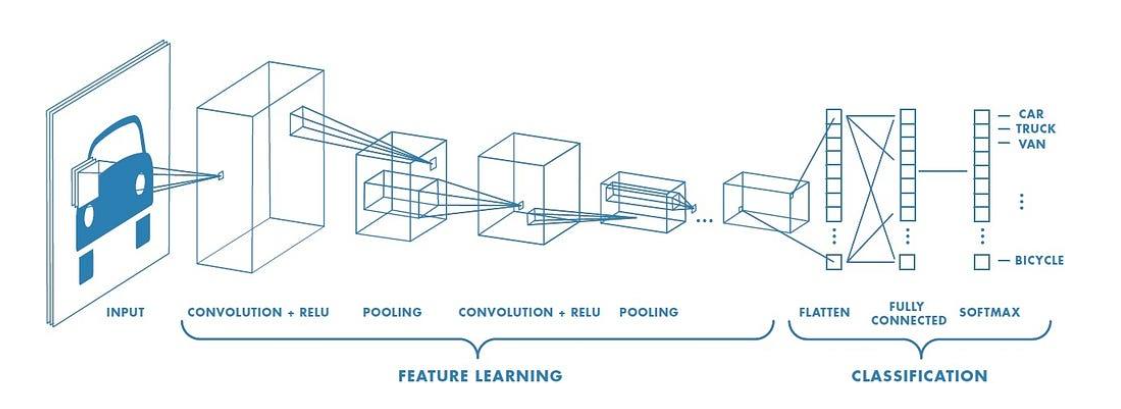 CAR
TRUCK
VAN
BICYCLE
INPUT
CONVOLUTION + RELU
POOLING
CONVOLUTION + RELU
POOLING
FLATTEN
FULLY
CONNECTED
SOFTMAX
FEATURE LEARNING
CLASSIFICATION